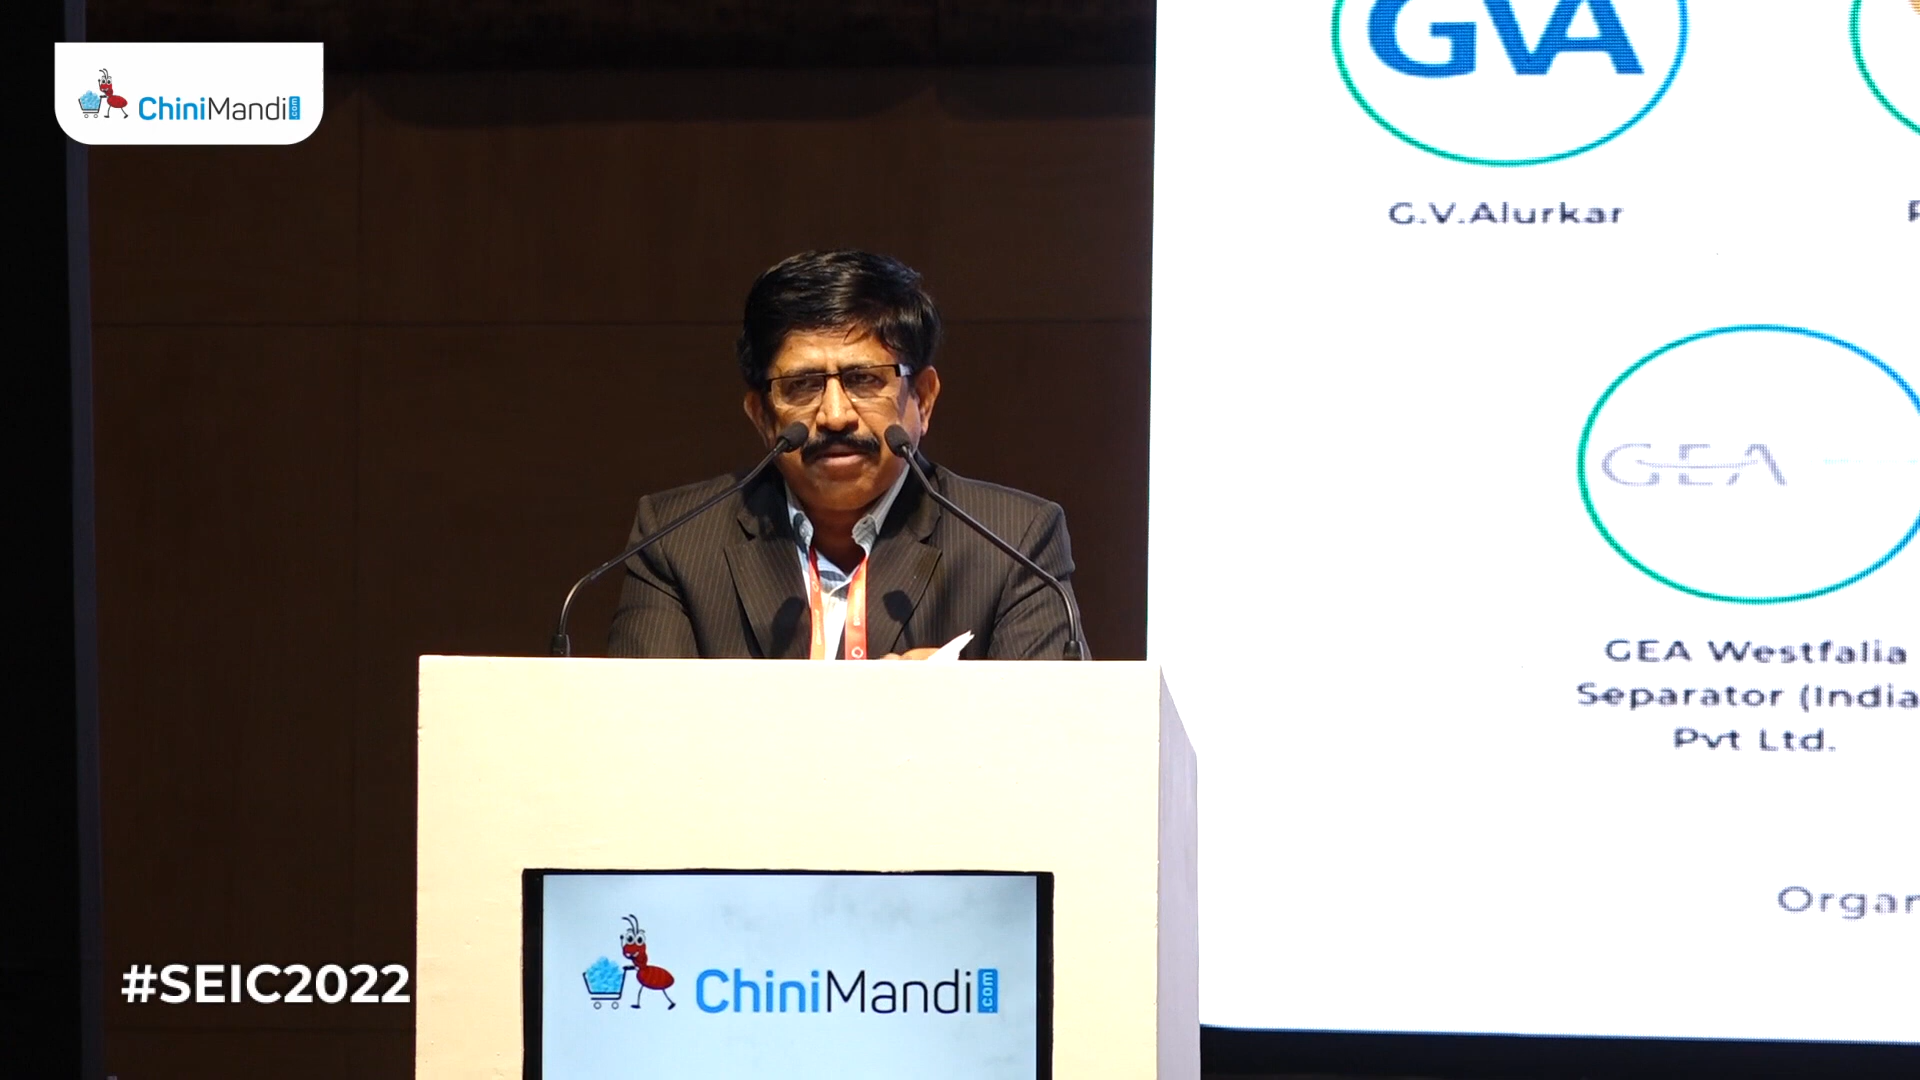 ChiniMandi.com
GVA
G.V.Alurkar
GEA
GEA Westfalia
Separator (India
Pvt Ltd.
#SEIC2022
ChiniMandi.com